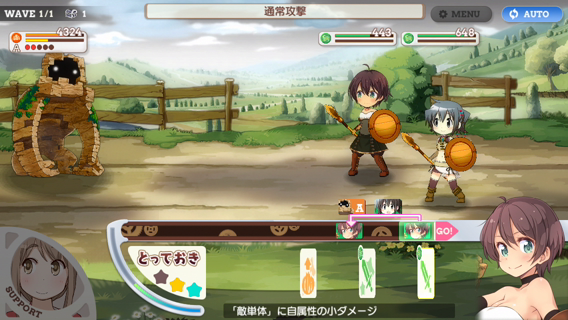 WAVE 1/1
1
通常攻撃
MENU
AUTO
4324
A
443
648
A
GO!
とっておき
SUPPORT
「敵単体」に自属性の小ダメージ